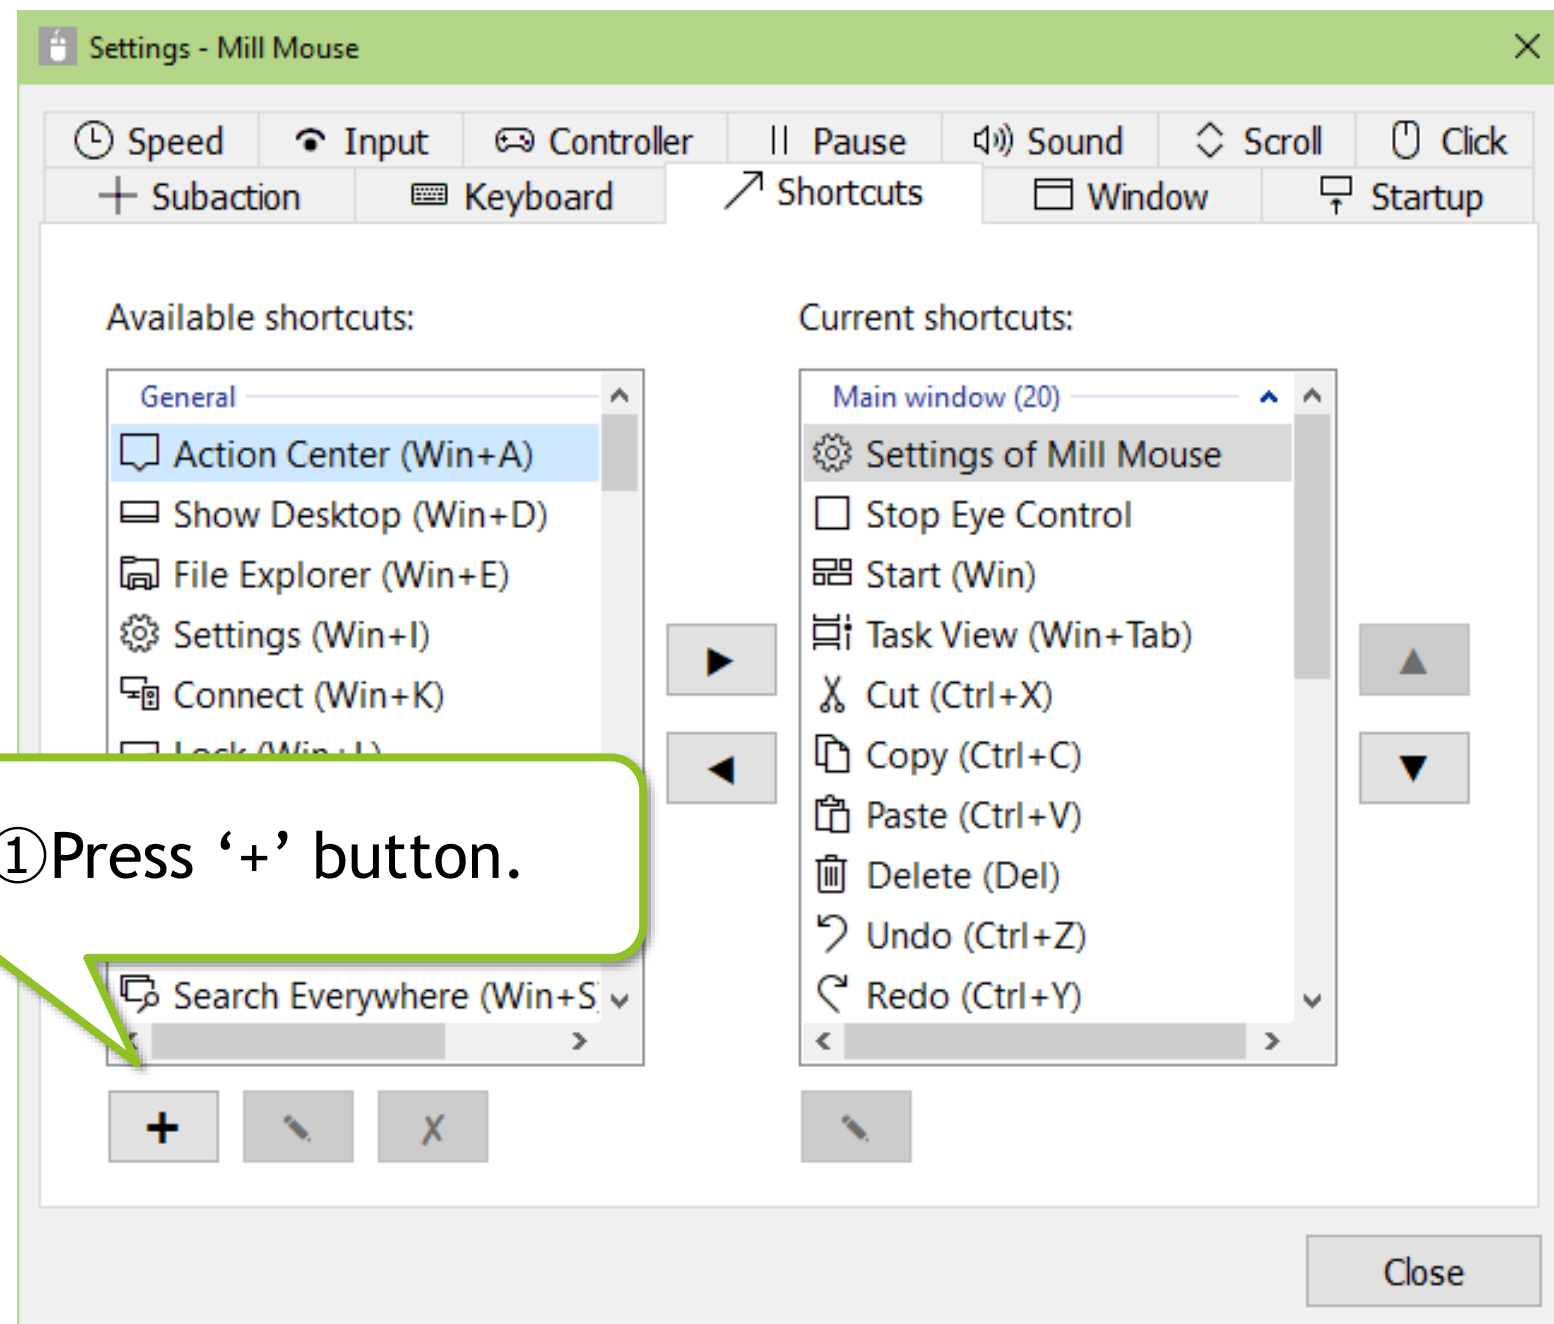 Settings - Mill Mouse
Speed Input Controller Pause Sound Scroll Click
Subaction Keyboard Shortcuts Window Startup
Available shortcuts:
General
Action Center (Win+A)
Show Desktop (Win+D)
File Explorer (Win+E)
Settings (Win+I)
Connect (Win+K)
Lock (Win+L)
①Press ‘+’ button.
Search Everywhere (Win+S
Current shortcuts:
Main window (20)
Settings of Mill Mouse
Stop Eye Control
Start (Win)
Task View (Win+Tab)
Cut (Ctrl+X)
Copy (Ctrl+C)
Paste (Ctrl+V)
Delete (Del)
Undo (Ctrl+Z)
Redo (Ctrl+Y)
Close